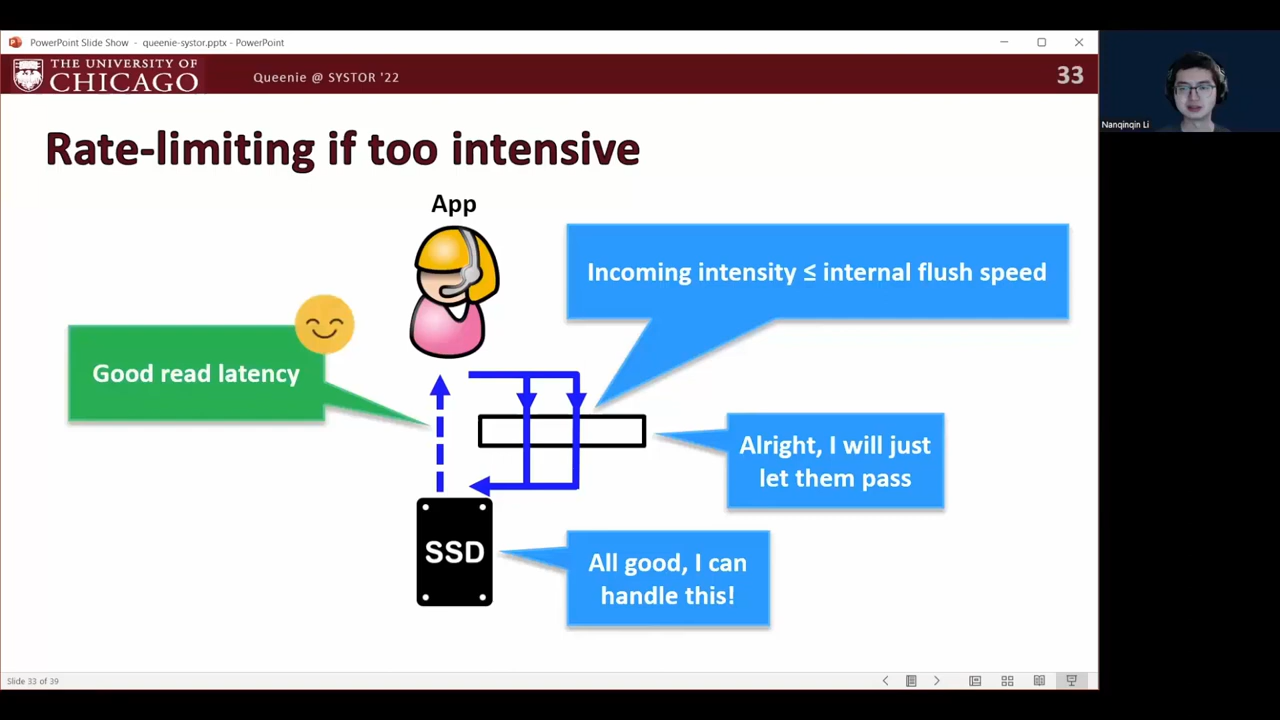 PowerPoint Slide Show - queenie-systor.pptx - PowerPoint
THE UNIVERSITY OF
CHICAGO
Queenie @ SYSTOR '22
33
Nanqinqin Li
Rate-limiting if too intensive
App
Incoming intensity ≤ internal flush speed
Good read latency
Alright, I will just
let them pass
SSD
All good, I can
handle this!
Slide 33 of 39